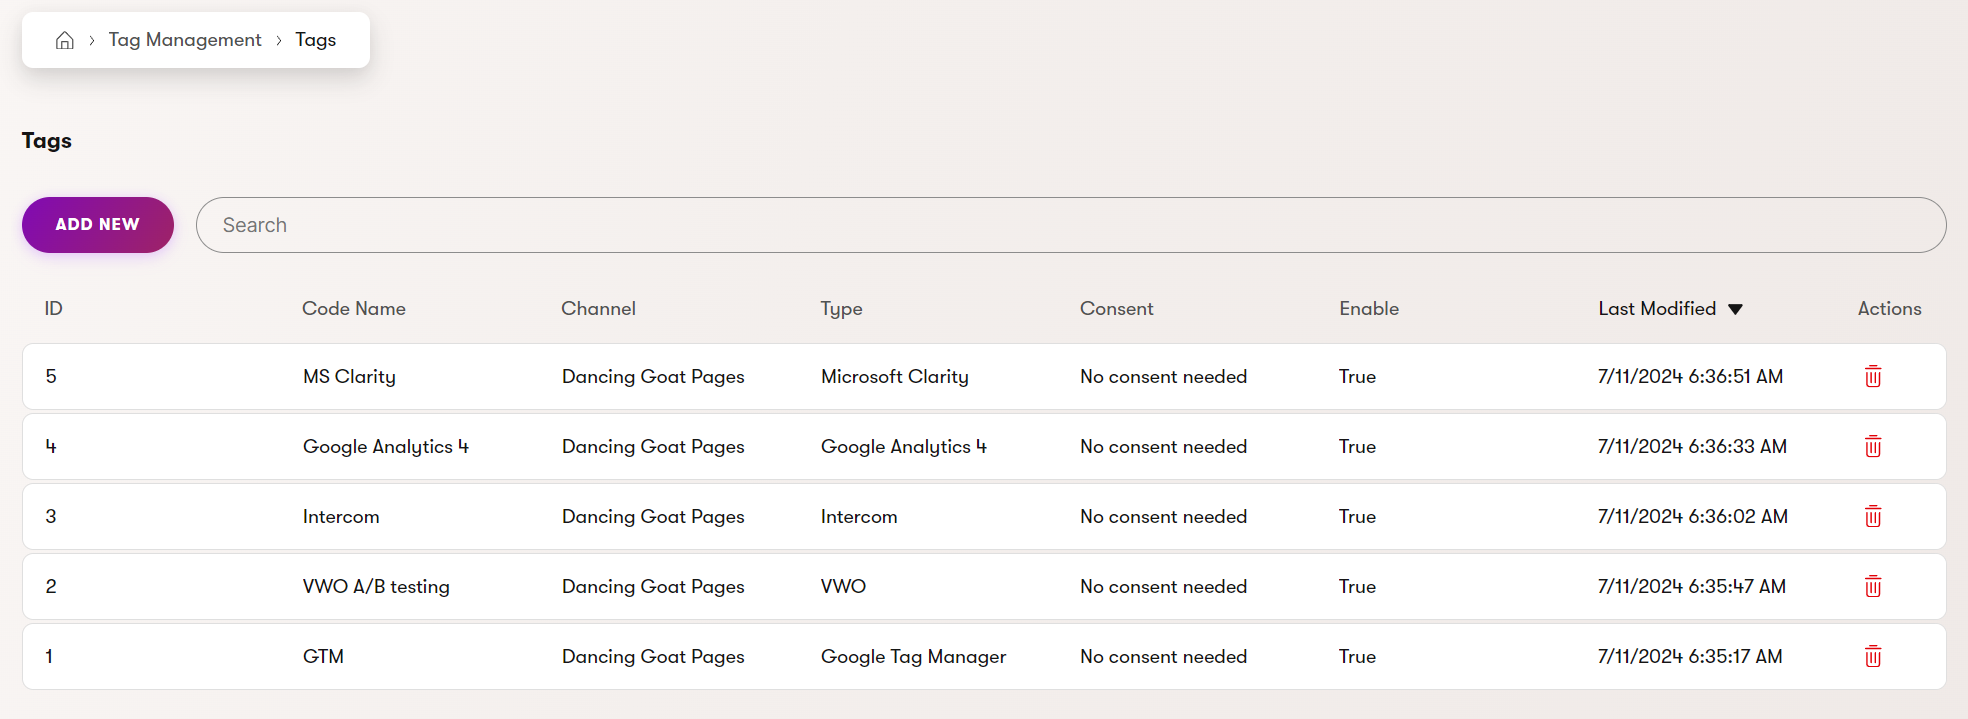 Tag Management Tags
Tags
ADD NEW Search
ID Code Name Channel Type Consent Enable Last Modified Actions
5 MS Clarity Dancing Goat Pages Microsoft Clarity No consent needed True 7/11/2024 6:36:51 AM
4 Google Analytics 4 Dancing Goat Pages Google Analytics 4 No consent needed True 7/11/2024 6:36:33 AM
3 Intercom Dancing Goat Pages Intercom No consent needed True 7/11/2024 6:36:02 AM
2 VWO A/B testing Dancing Goat Pages VWO No consent needed True 7/11/2024 6:35:47 AM
1 GTM Dancing Goat Pages Google Tag Manager No consent needed True 7/11/2024 6:35:17 AM